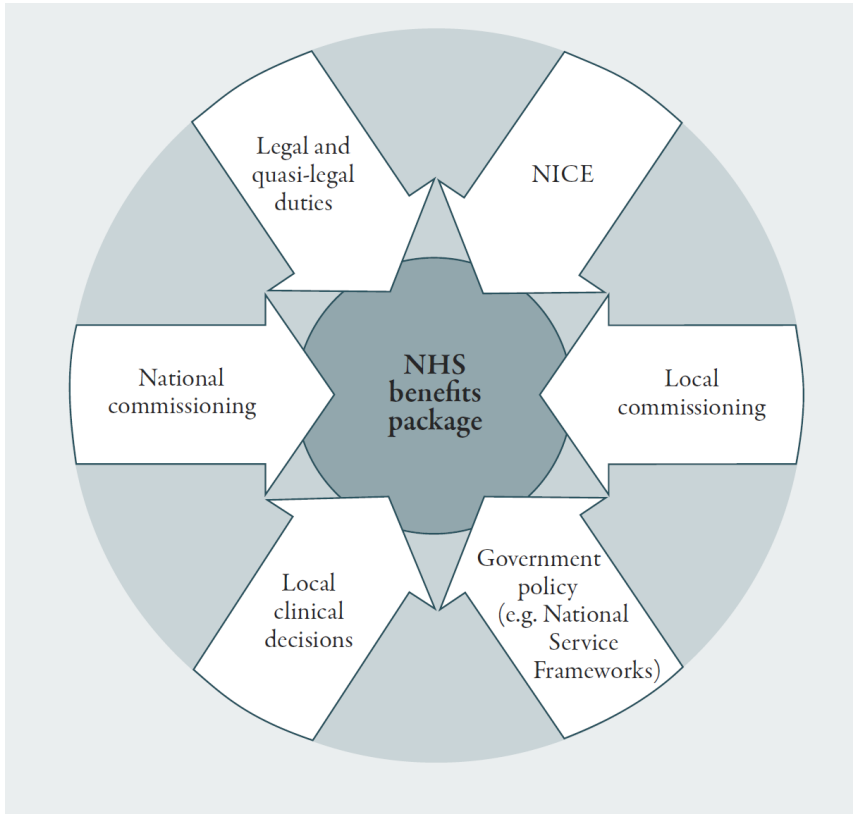 Legal and
quasi-legal
duties
NICE
National
commissioning
NHS
benefits
package
Local
commissioning
Local
clinical
decisions
Government
policy
(e.g. National
Service
Frameworks)